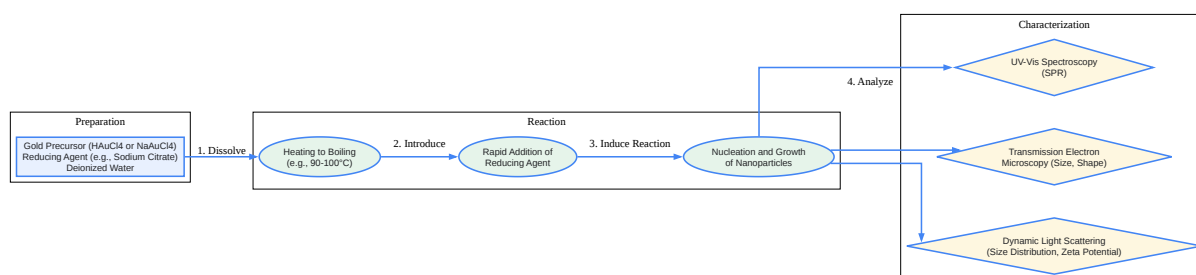 Preparation
Gold Precursor (HAuCl4 or NaAuCl4)
Reducing Agent (e.g., Sodium Citrate)
Deionized Water
1. Dissolve
Reaction
Heating to Boiling
(e.g., 90-100°C)
2. Introduce
Rapid Addition of
Reducing Agent
3. Induce Reaction
Nucleation and Growth
of Nanoparticles
4. Analyze
Characterization
UV-Vis Spectroscopy
(SPR)
Transmission Electron
Microscopy (Size, Shape)
Dynamic Light Scattering
(Size Distribution, Zeta Potential)